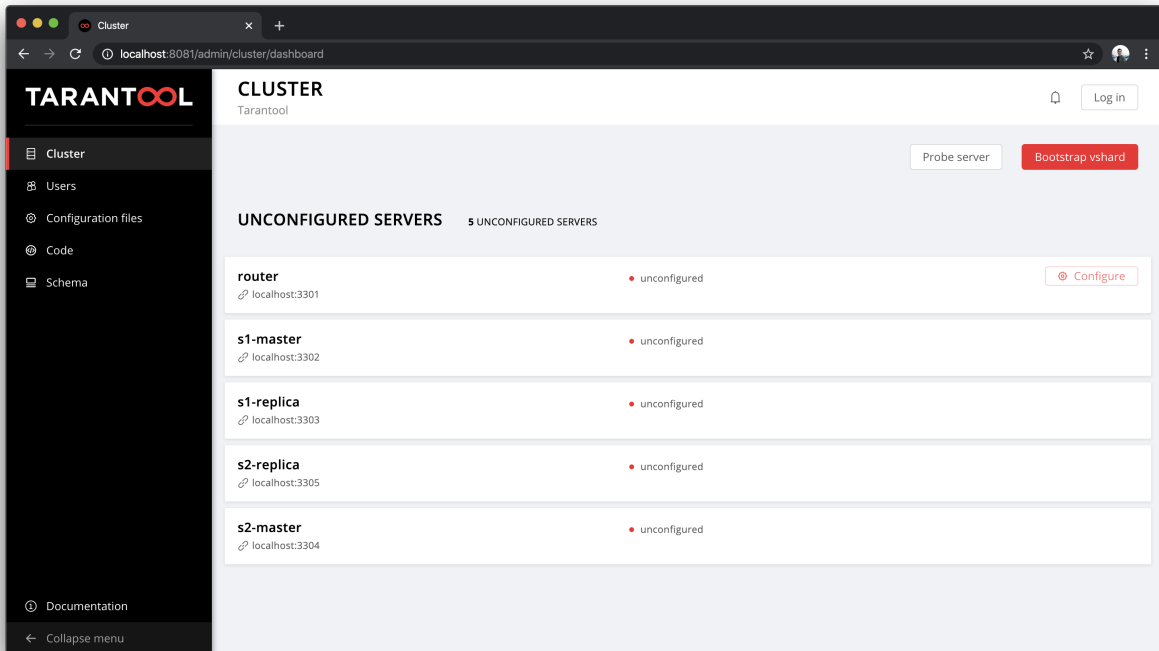 Cluster
localhost:8081/admin/cluster/dashboard
TARANTOOL
Cluster
Users
Configuration files
Code
Schema
Documentation
Collapse menu
CLUSTER
Tarantool
Log in
Probe server
Bootstrap vshard
UNCONFIGURED SERVERS
5 UNCONFIGURED SERVERS
router
localhost:3301
unconfigured
Configure
s1-master
localhost:3302
unconfigured
s1-replica
localhost:3303
unconfigured
s2-replica
localhost:3305
unconfigured
s2-master
localhost:3304
unconfigured